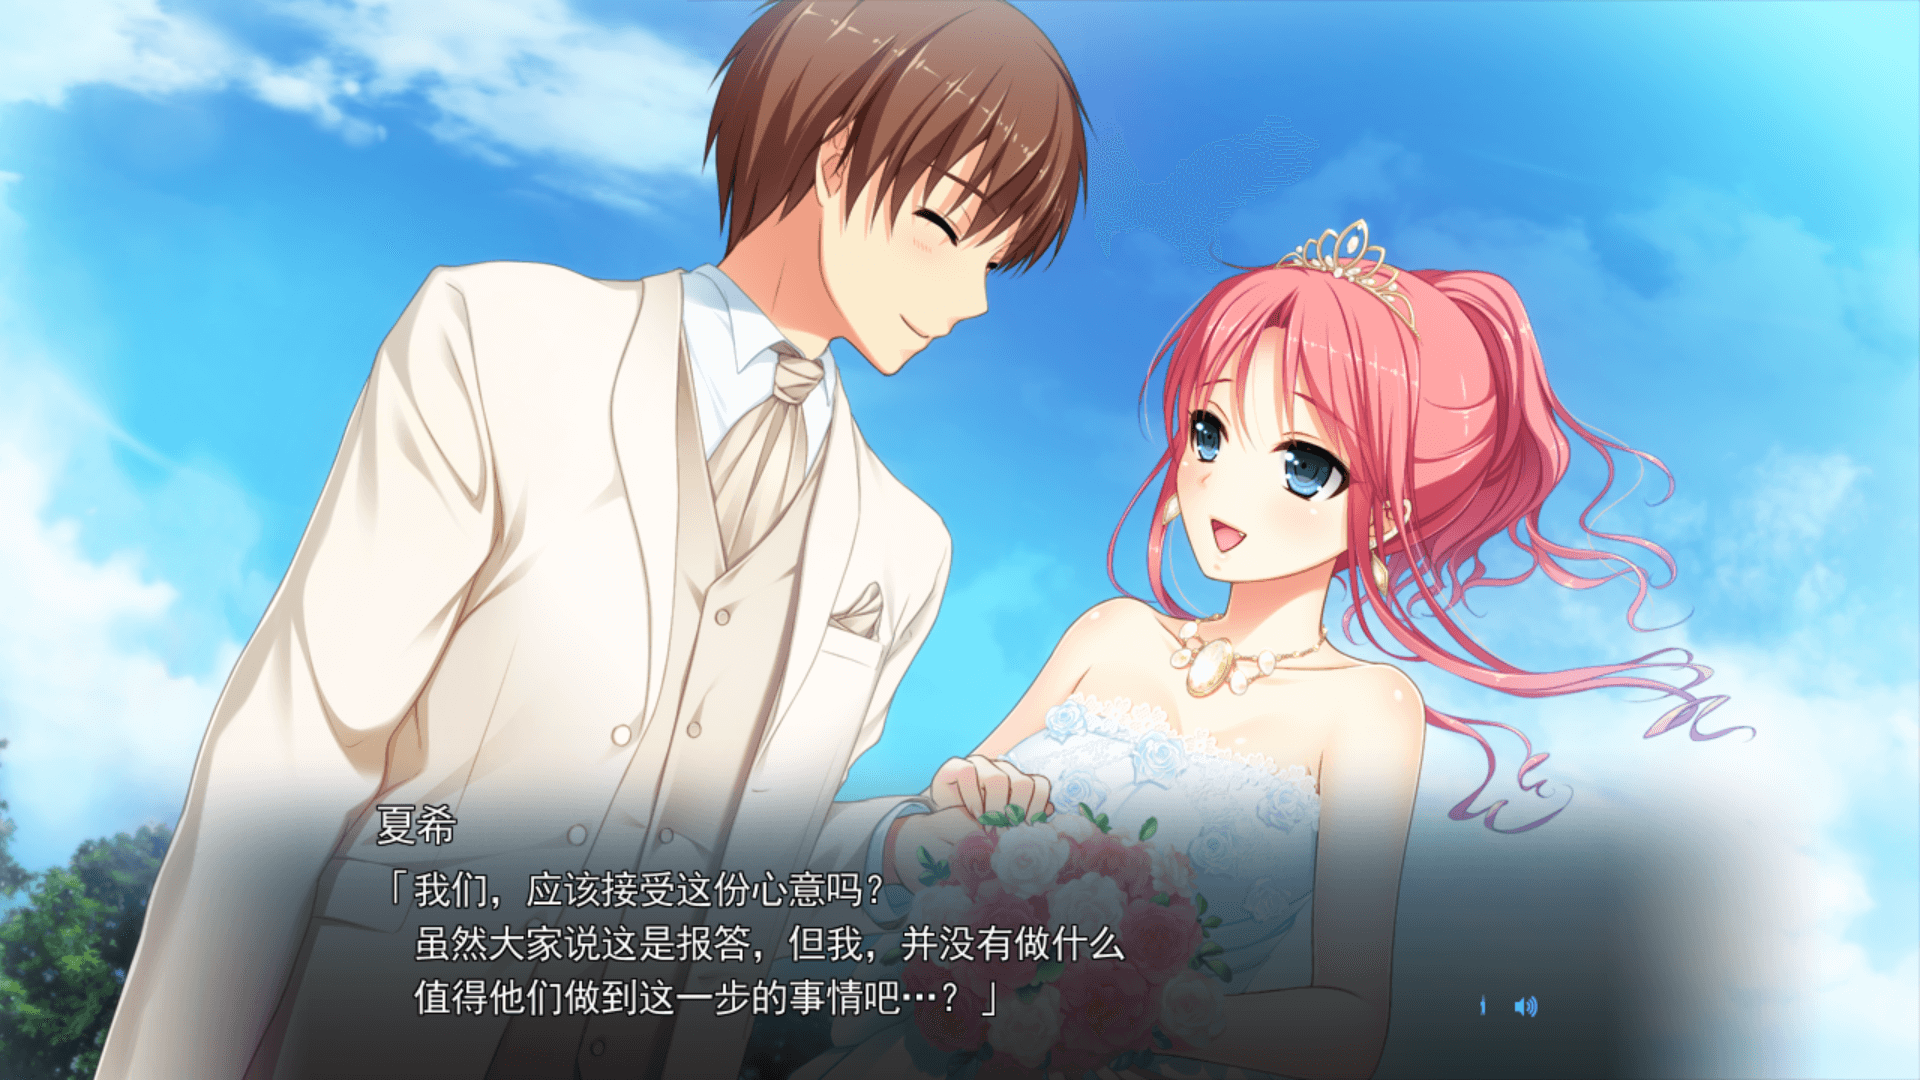 夏希
「我们，应该接受这份心意吗？
虽然大家说这是报答，但我，并没有做什么
值得他们做到这一步的事情吧…？」